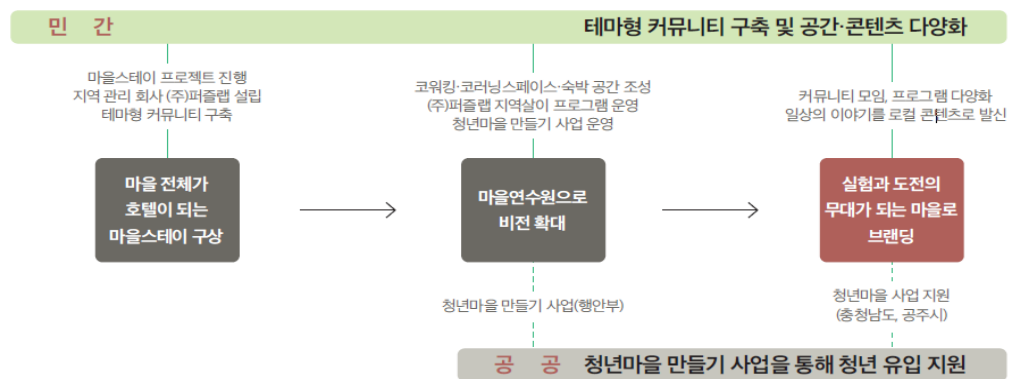 민 간
테마형 커뮤니티 구축 및 공간·콘텐츠 다양화
마을스테이 프로젝트 진행
지역 관리 회사 (주)퍼즐랩 설립
테마형 커뮤니티 구축
코워킹·코러닝스페이스·숙박 공간 조성
(주)퍼즐랩 지역살이 프로그램 운영
청년마을 만들기 사업 운영
커뮤니티 모임, 프로그램 다양화
일상의 이야기를 로컬 콘텐츠로 발신
마을 전체가
호텔이 되는
마을스테이 구상
마을연수원으로
비전 확대
실험과 도전의
무대가 되는 마을로
브랜딩
청년마을 만들기 사업(행안부)
청년마을 사업 지원
(충청남도, 공주시)
공 공
청년마을 만들기 사업을 통해 청년 유입 지원